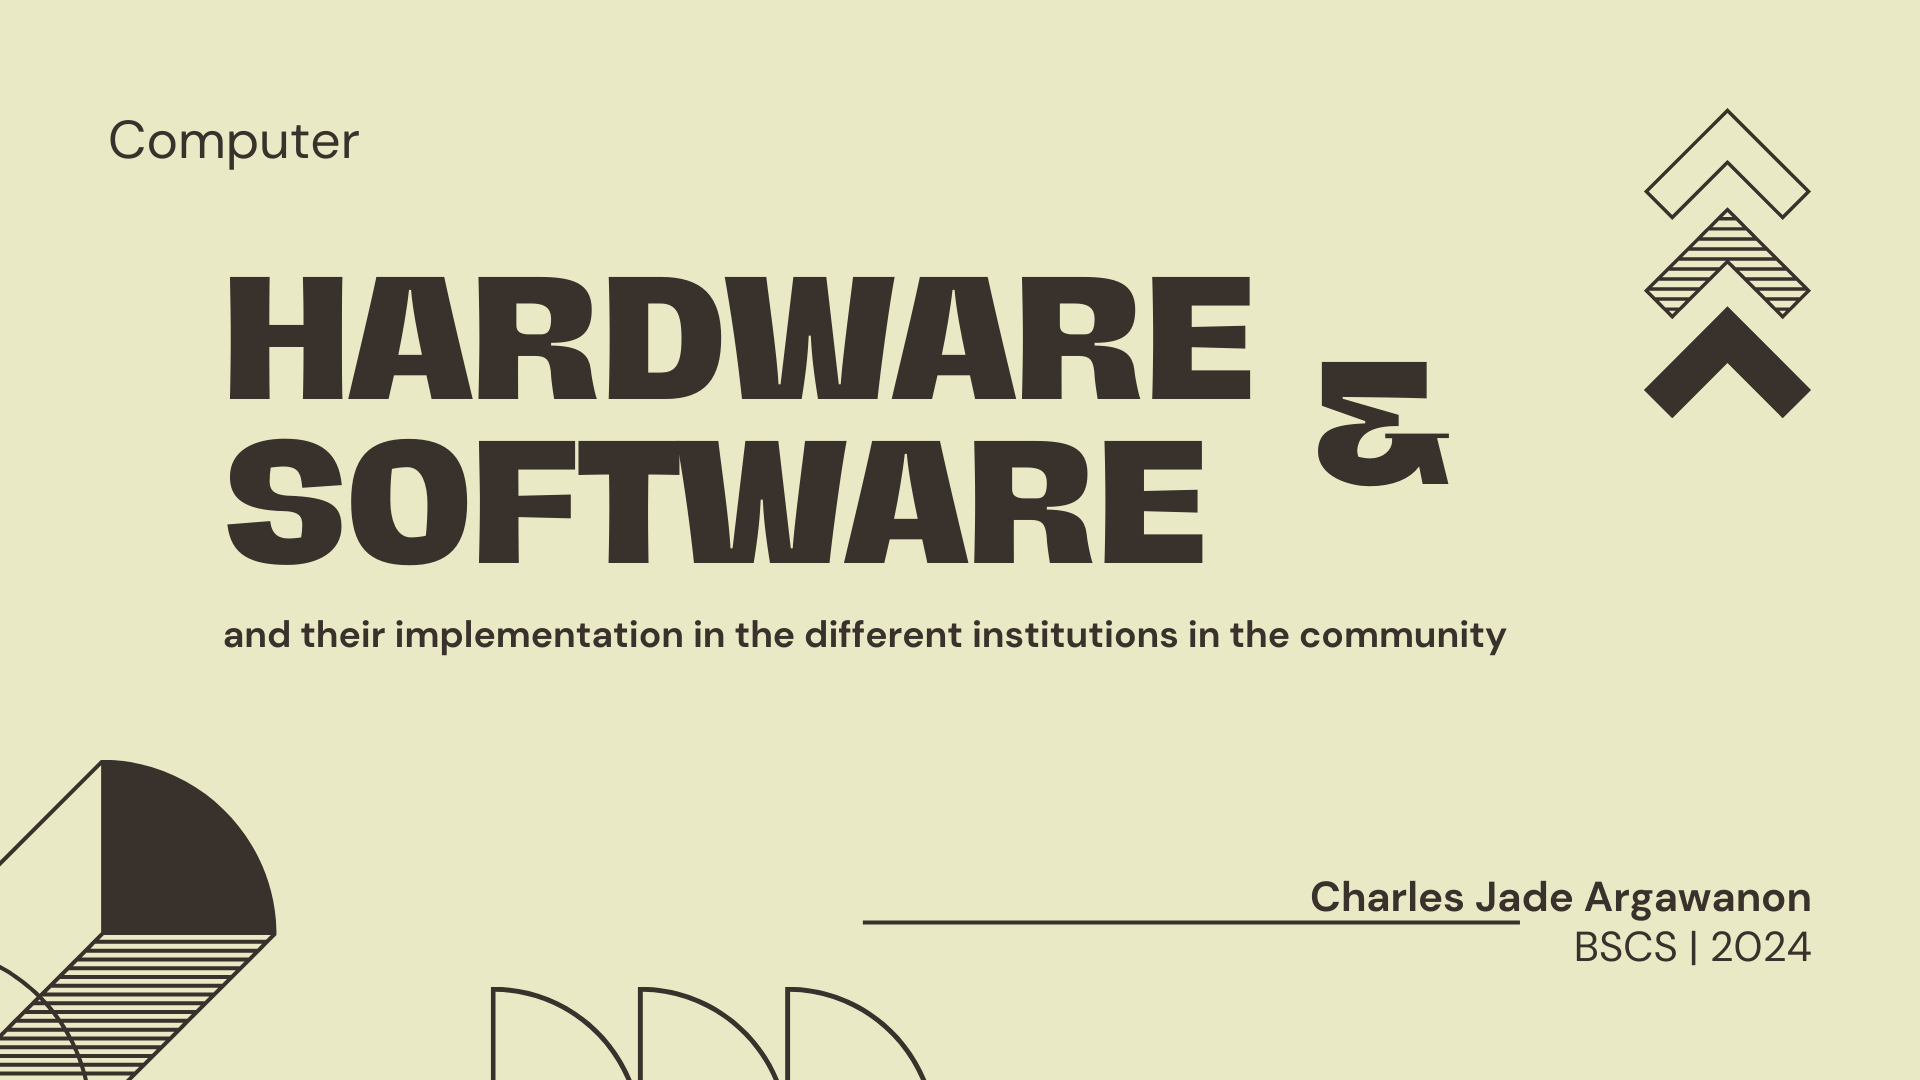 Computer
HARDWARE &
SOFTWARE
and their implementation in the different institutions in the community
Charles Jade Argawanon
BSCS | 2024